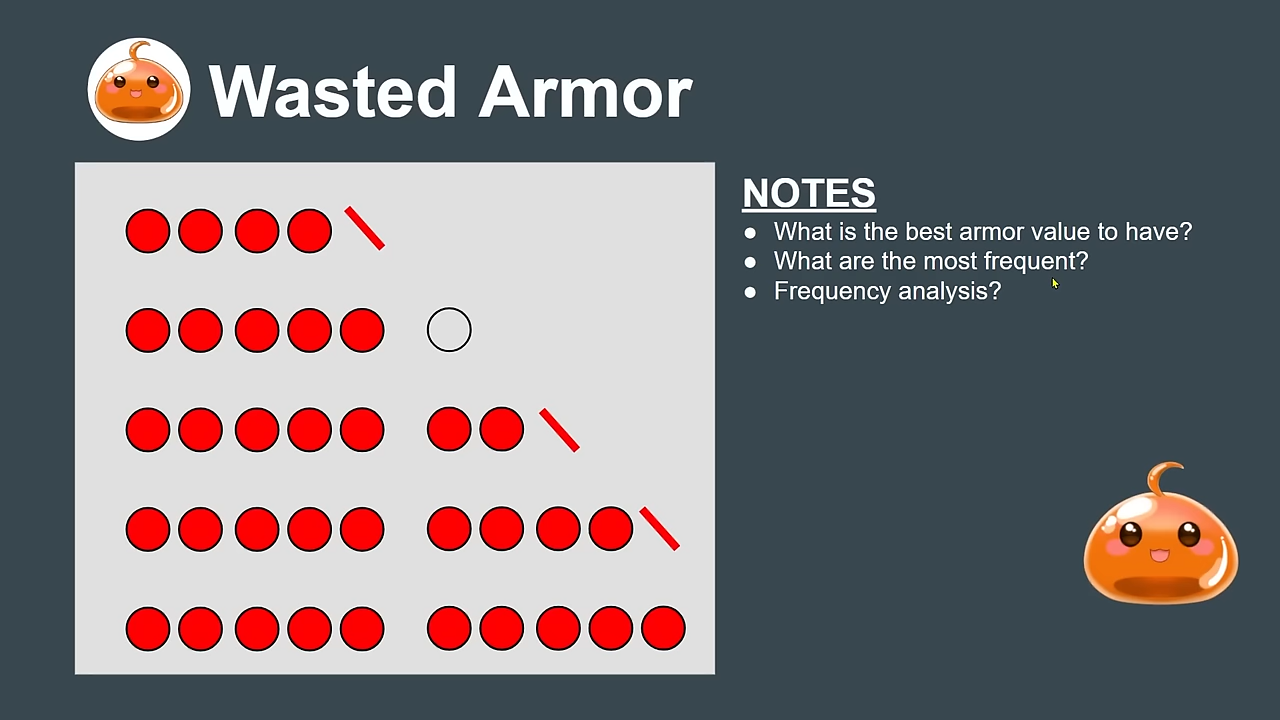 Wasted Armor
NOTES
● What is the best armor value to have?
● What are the most frequent?
● Frequency analysis?